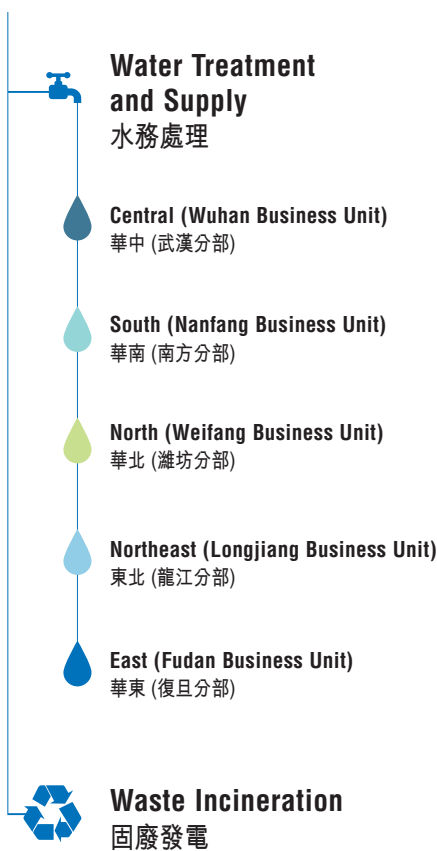 Water Treatment
and Supply
水務處理
Central (Wuhan Business Unit)
華中 (武漢分部)
South (Nanfang Business Unit)
華南 (南方分部)
North (Weifang Business Unit)
華北 (濰坊分部)
Northeast (Longjiang Business Unit)
東北 (龍江分部)
East (Fudan Business Unit)
華東 (復旦分部)
Waste Incineration
固廢發電